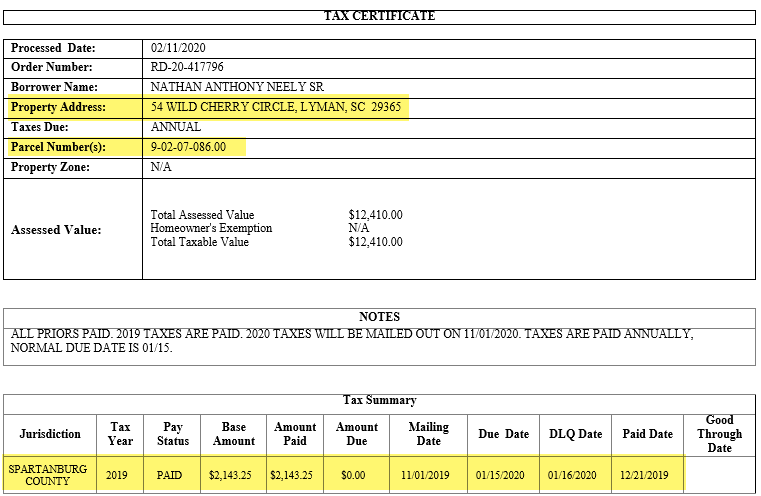 TAX CERTIFICATE
Processed Date: 02/11/2020
Order Number: RD-20-417796
Borrower Name: NATHAN ANTHONY NEELY SR
Property Address: 54 WILD CHERRY CIRCLE, LYMAN, SC 29365
Taxes Due: ANNUAL
Parcel Number(s): 9-02-07-086.00
Property Zone: N/A
Assessed Value:
Total Assessed Value $12,410.00
Homeowner's Exemption N/A
Total Taxable Value $12,410.00
NOTES
ALL PRIORS PAID. 2019 TAXES ARE PAID. 2020 TAXES WILL BE MAILED OUT ON 11/01/2020. TAXES ARE PAID ANNUALLY,
NORMAL DUE DATE IS 01/15.
Tax Summary
Jurisdiction Tax Year Pay Status Base Amount Amount Paid Amount Due Mailing Date Due Date DLQ Date Paid Date Good Through Date
SPARTANBURG COUNTY 2019 PAID $2,143.25 $2,143.25 $0.00 11/01/2019 01/15/2020 01/16/2020 12/21/2019